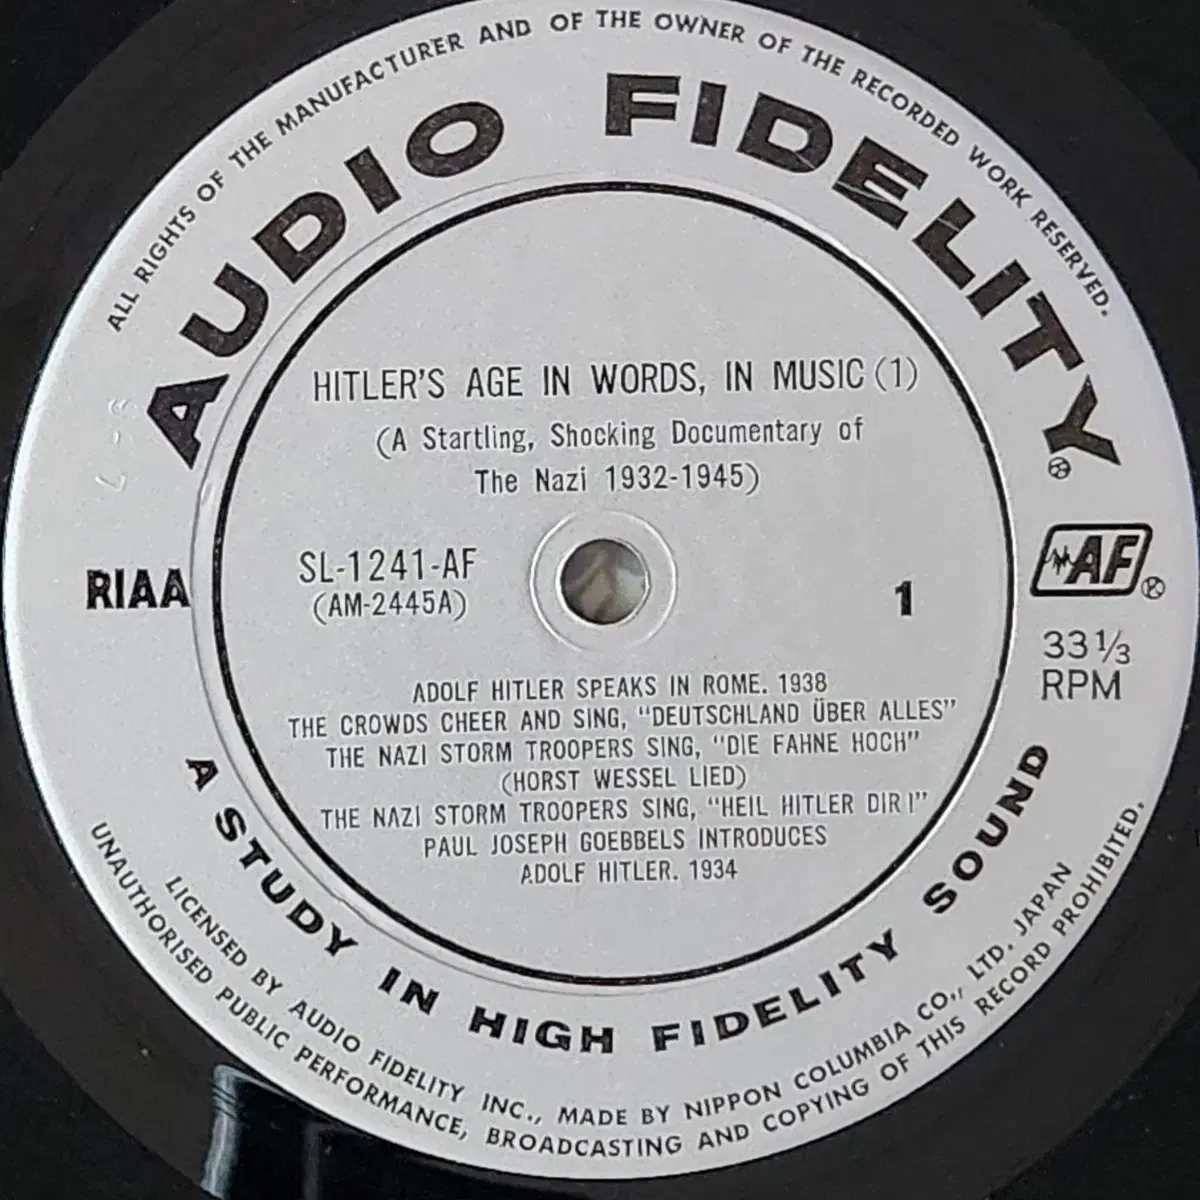 ALL RIGHTS OF THE MANUFACTURER AND OF THE OWNER OF THE RECORDED WORK RESERVED.
AUDIO FIDELITY ®
HITLER'S AGE IN WORDS, IN MUSIC (1)
(A Startling, Shocking Documentary of
The Nazi 1932-1945)
SL-1241-AF
(AM-2445A)
1
RIAA
AF ®
33 1/3
RPM
ADOLF HITLER SPEAKS IN ROME. 1938
THE CROWDS CHEER AND SING, "DEUTSCHLAND ÜBER ALLES"
THE NAZI STORM TROOPERS SING, "DIE FAHNE HOCH"
(HORST WESSEL LIED)
THE NAZI STORM TROOPERS SING, "HEIL HITLER DIR!"
PAUL JOSEPH GOEBBELS INTRODUCES
ADOLF HITLER. 1934
A STUDY IN HIGH FIDELITY SOUND
LICENSED BY AUDIO FIDELITY INC., MADE BY NIPPON COLUMBIA CO., LTD. JAPAN
UNAUTHORISED PUBLIC PERFORMANCE, BROADCASTING AND COPYING OF THIS RECORD PROHIBITED.